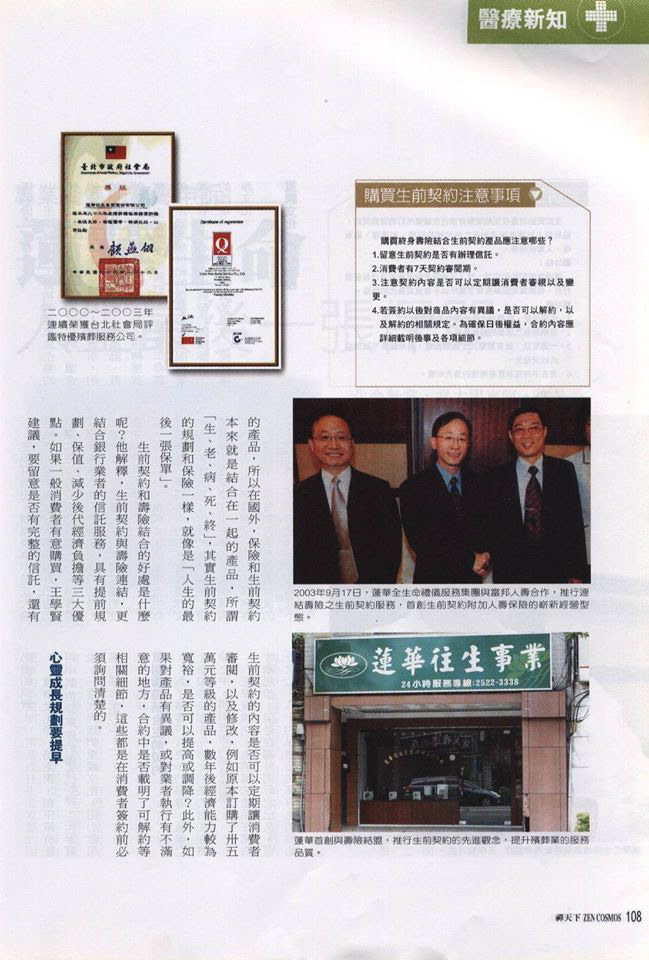 醫療新知
臺北市政府社會局
獎狀
Certificate of registration
二○○○～二○○三年
連續榮獲台北社會局評
鑑特優殯葬服務公司。
購買生前契約注意事項
購買終身壽險結合生前契約產品應注意哪些？
1.留意生前契約是否有辦理信託。
2.消費者有7天契約審閱期。
3.注意契約內容是否可以定期讓消費者審視以及變
更。
4.若簽約以後對商品內容有異議，是否可以解約，以
及解約的相關規定。為確保日後權益，合約內容應
詳細載明後事及各項細節。
的產品，所以在國外，保險和生前契約
本來就是結合在一起的產品，所謂
「生、老、病、死、終」，其實生前契約
的規劃和保險一樣，就像是「人生的最
後一張保單」。
生前契約和壽險結合的好處是什麼
呢？他解釋，生前契約與壽險連結，更
結合銀行業者的信託服務，具有提前規
劃、保值、減少後代經濟負擔等三大優
點。如果一般消費者有意購買，王學賢
建議，要留意是否有完整的信託，還有
2003年9月17日，蓮華全生命禮儀服務集團與富邦人壽合作，推行連
結壽險之生前契約服務，首創生前契約附加人壽保險的嶄新經營型
態。
蓮華往生事業
24小時服務專線:2522-3338
蓮華首創與壽險結盟，推行生前契約的先進觀念，提升殯葬業的服務
品質。
生前契約的內容是否可以定期讓消費者
審閱，以及修改，例如原本訂購了卅五
萬元等級的產品，數年後經濟能力較為
寬裕，是否可以提高或調降？此外，如
果對產品有異議，或對業者執行有不滿
意的地方，合約中是否載明了可解約等
相關細節，這些都是在消費者簽約前必
須詢問清楚的。
心靈成長規劃要提早
禪天下 ZEN COSMOS 108